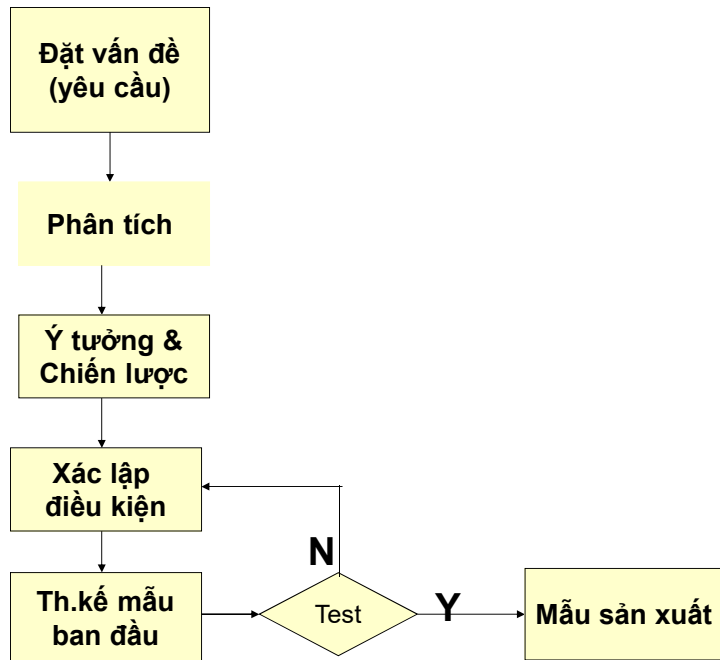 Đặt vấn đề
(yêu cầu)
Phân tích
Ý tưởng &
Chiến lược
Xác lập
điều kiện
N
Th.kế mẫu
ban đầu
Test
Y
Mẫu sản xuất